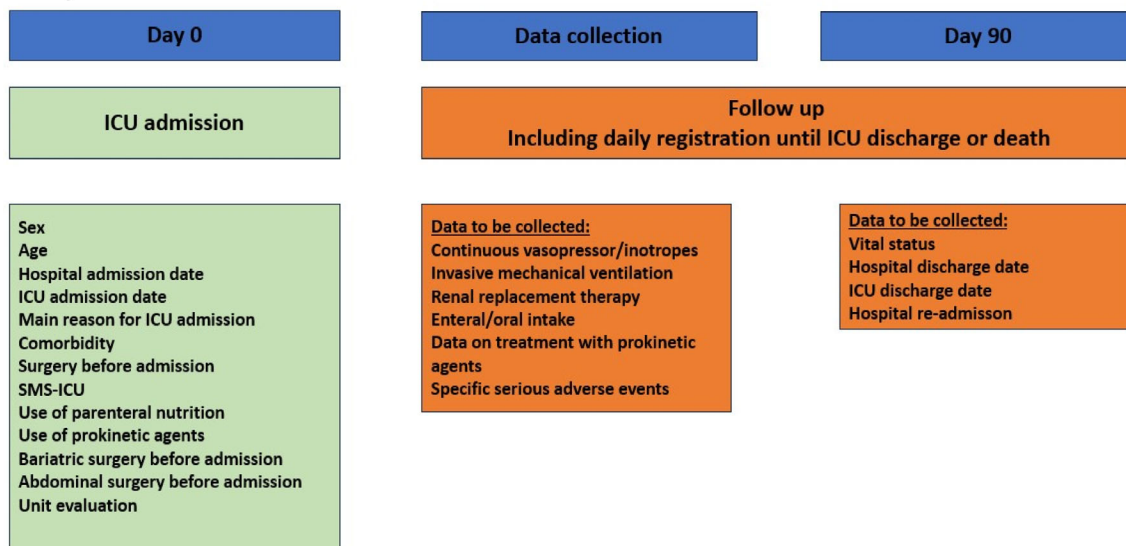 Day 0
Data collection
Day 90
ICU admission
Follow up
Including daily registration until ICU discharge or death
Sex
Age
Hospital admission date
ICU admission date
Main reason for ICU admission
Comorbidity
Surgery before admission
SMS-ICU
Use of parenteral nutrition
Use of prokinetic agents
Bariatric surgery before admission
Abdominal surgery before admission
Unit evaluation
Data to be collected:
Continuous vasopressor/inotropes
Invasive mechanical ventilation
Renal replacement therapy
Enteral/oral intake
Data on treatment with prokinetic
agents
Specific serious adverse events
Data to be collected:
Vital status
Hospital discharge date
ICU discharge date
Hospital re-admisson